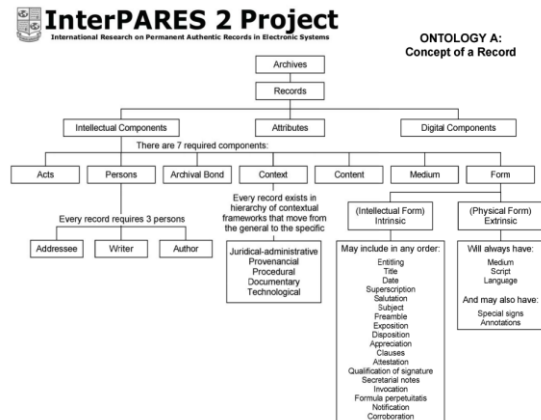 InterPARES 2 Project
International Research on Permanent Authentic Records in Electronic Systems
ONTOLOGY A:
Concept of a Record
Archives
Records
Intellectual Components
Attributes
Digital Components
There are 7 required components:
Acts
Persons
Archival Bond
Context
Content
Medium
Form
Every record requires 3 persons
Addressee
Writer
Author
Every record exists in
hierarchy of contextual
frameworks that move from
the general to the specific
Juridical-administrative
Provenancial
Procedural
Documentary
Technological
(Intellectual Form)
Intrinsic
May include in any order:
Entitling
Title
Date
Superscription
Salutation
Subject
Preamble
Exposition
Disposition
Appreciation
Clauses
Attestation
Qualification of signature
Secretarial notes
Invocation
Formula perpetuitatis
Notification
Corroboration
(Physical Form)
Extrinsic
Will always have:
Medium
Script
Language
And may also have:
Special signs
Annotations